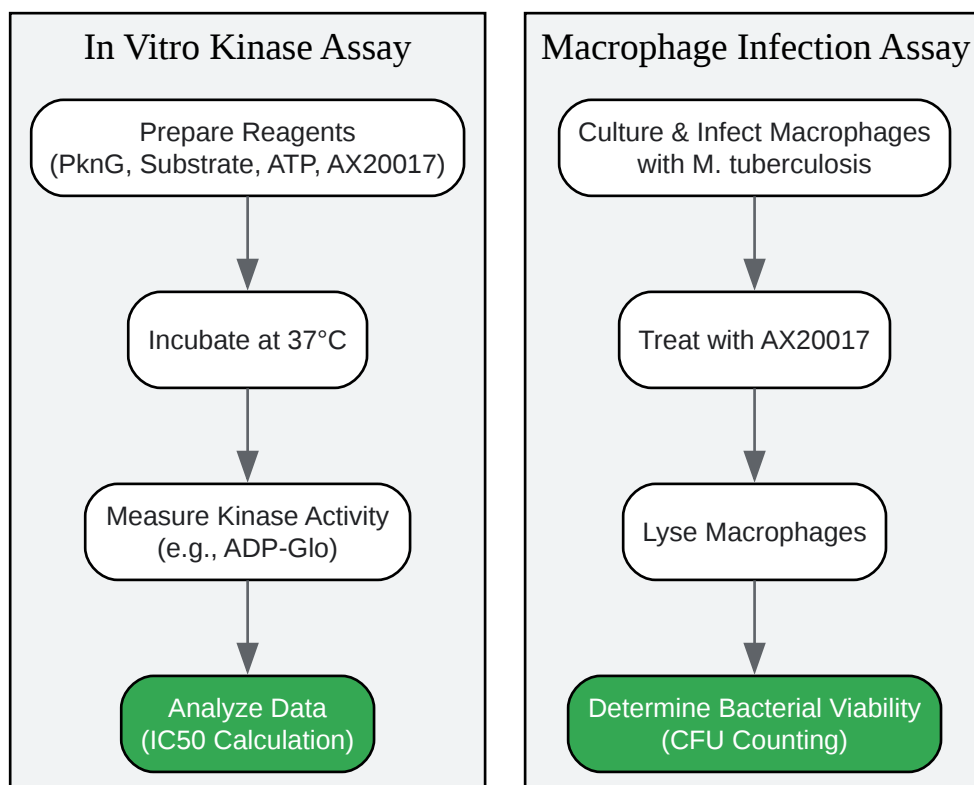 In Vitro Kinase Assay
Prepare Reagents
(PknG, Substrate, ATP, AX20017)
Incubate at 37°C
Measure Kinase Activity
(e.g., ADP-Glo)
Analyze Data
(IC50 Calculation)
Macrophage Infection Assay
Culture & Infect Macrophages
with M. tuberculosis
Treat with AX20017
Lyse Macrophages
Determine Bacterial Viability
(CFU Counting)